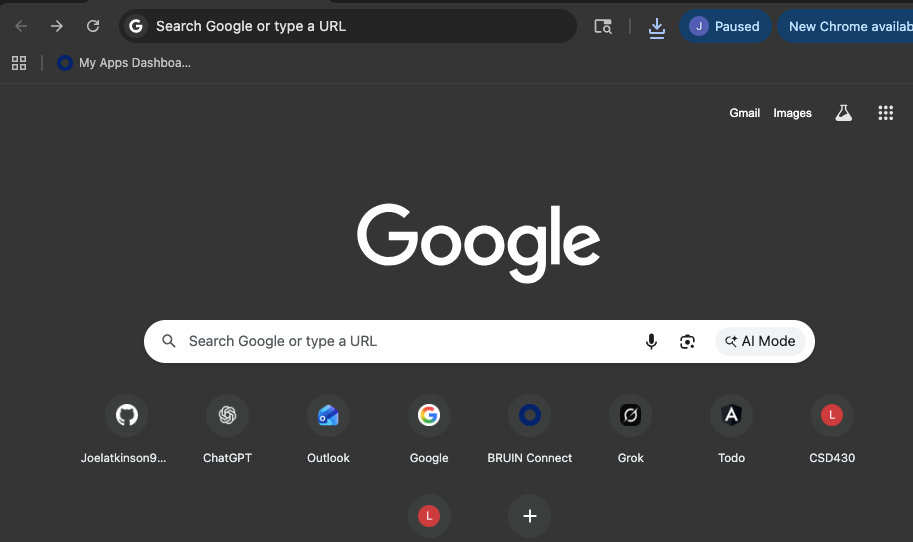 Search Google or type a URL
J Paused
New Chrome availab
My Apps Dashboa...
Gmail Images
Google
Search Google or type a URL
AI Mode
L
Joelatkinson9... ChatGPT Outlook Google BRUIN Connect Grok Todo CSD430
L